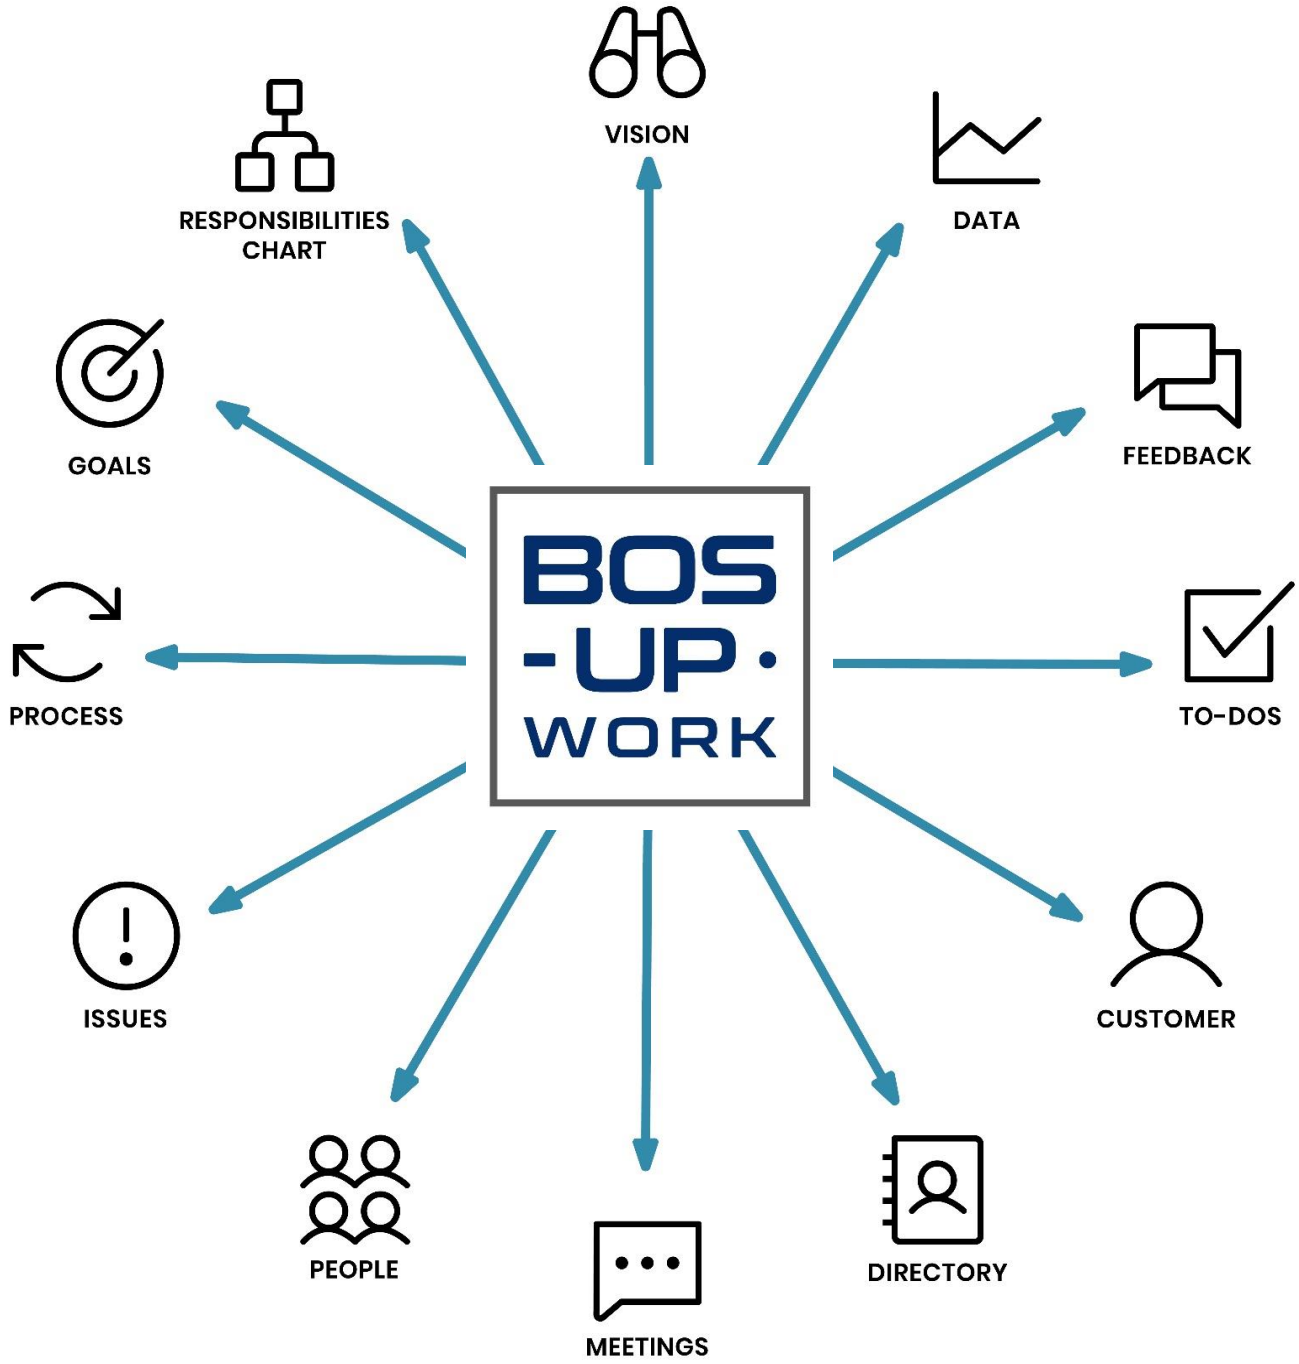 VISION
RESPONSIBILITIES
CHART
DATA
GOALS
FEEDBACK
BOS
-UP•
WORK
PROCESS
TO-DOS
ISSUES
CUSTOMER
PEOPLE
DIRECTORY
MEETINGS